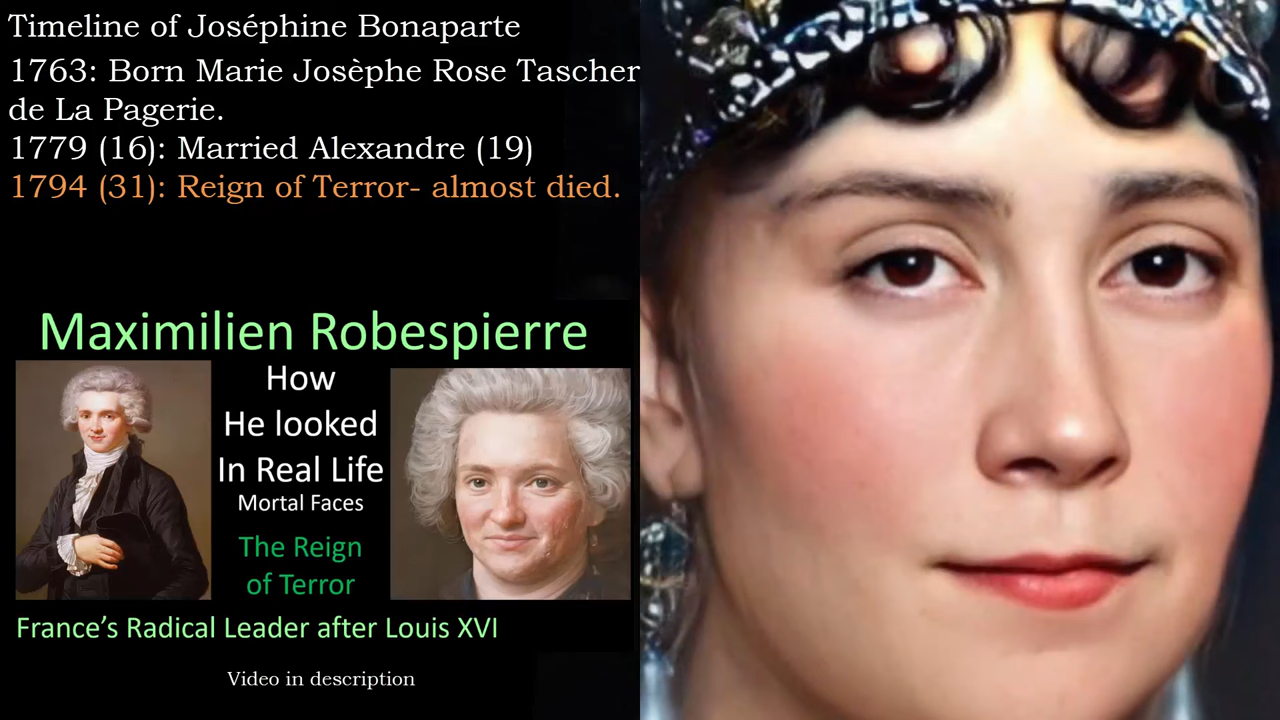 Timeline of Joséphine Bonaparte
1763: Born Marie Josèphe Rose Tascher
de La Pagerie.
1779 (16): Married Alexandre (19)
1794 (31): Reign of Terror- almost died.
Maximilien Robespierre
How
He looked
In Real Life
Mortal Faces
The Reign
of Terror
France's Radical Leader after Louis XVI
Video in description